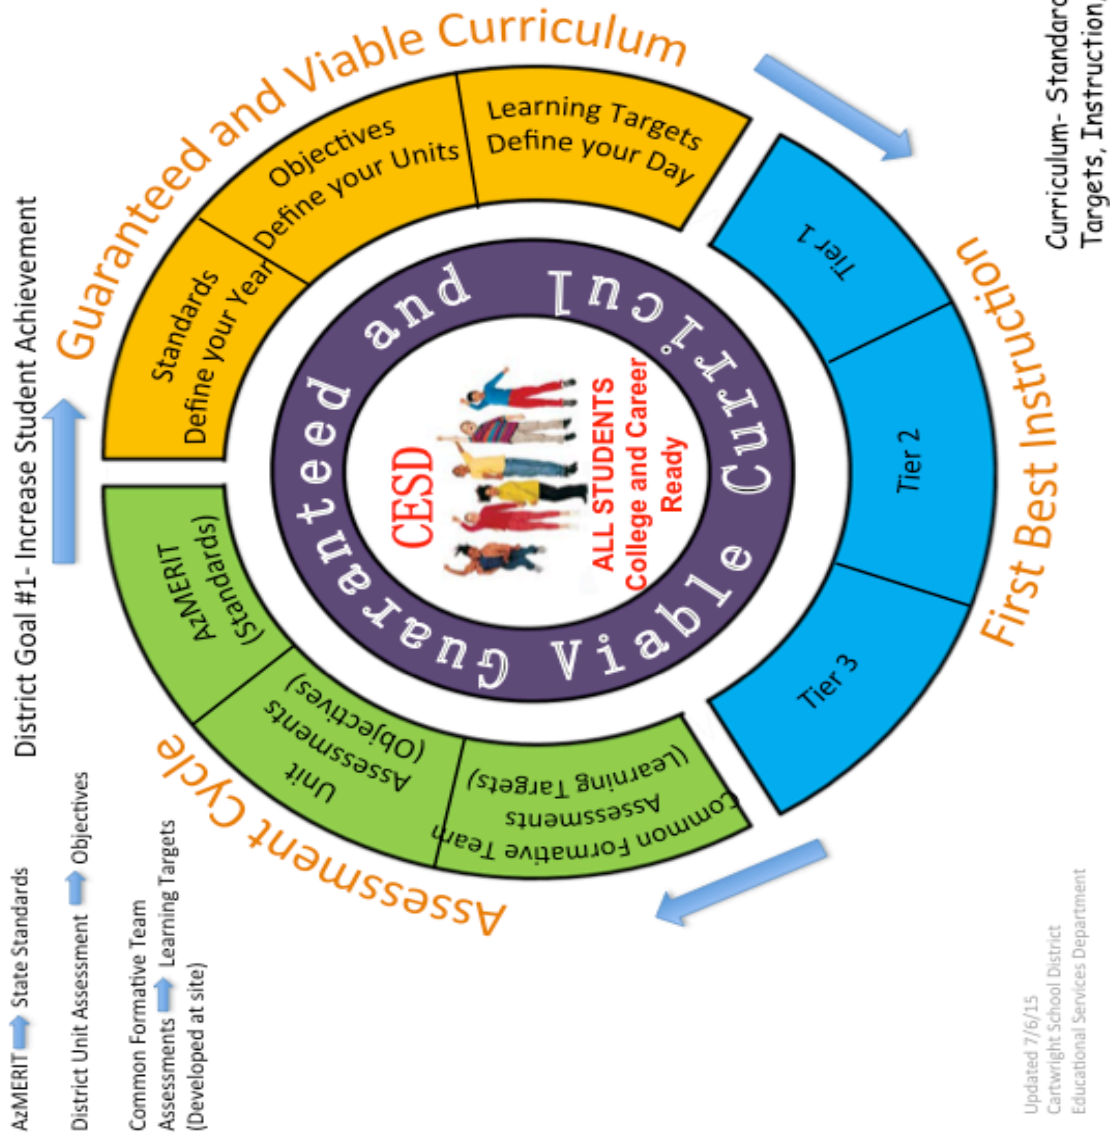 District Goal #1- Increase Student Achievement
AzMERIT State Standards
District Unit Assessment Objectives
Common Formative Team
Assessments Learning Targets
(Developed at site)
Guaranteed and Viable Curriculum
Standards
Define your Year
Objectives
Define your Units
Learning Targets
Define your Day
First Best Instruction
Tier 1
Tier 2
Tier 3
Assessment Cycle
Common Formative Team
Assessments
(Learning Targets)
Unit
Assessments
(Objectives)
AzMERIT
(Standards)
Guaranteed and
Viable Curricul
CESD
ALL STUDENTS
College and Career
Ready
Curriculum- Standard
Targets, Instruction,
Updated 7/6/15
Cartwright School District
Educational Services Department